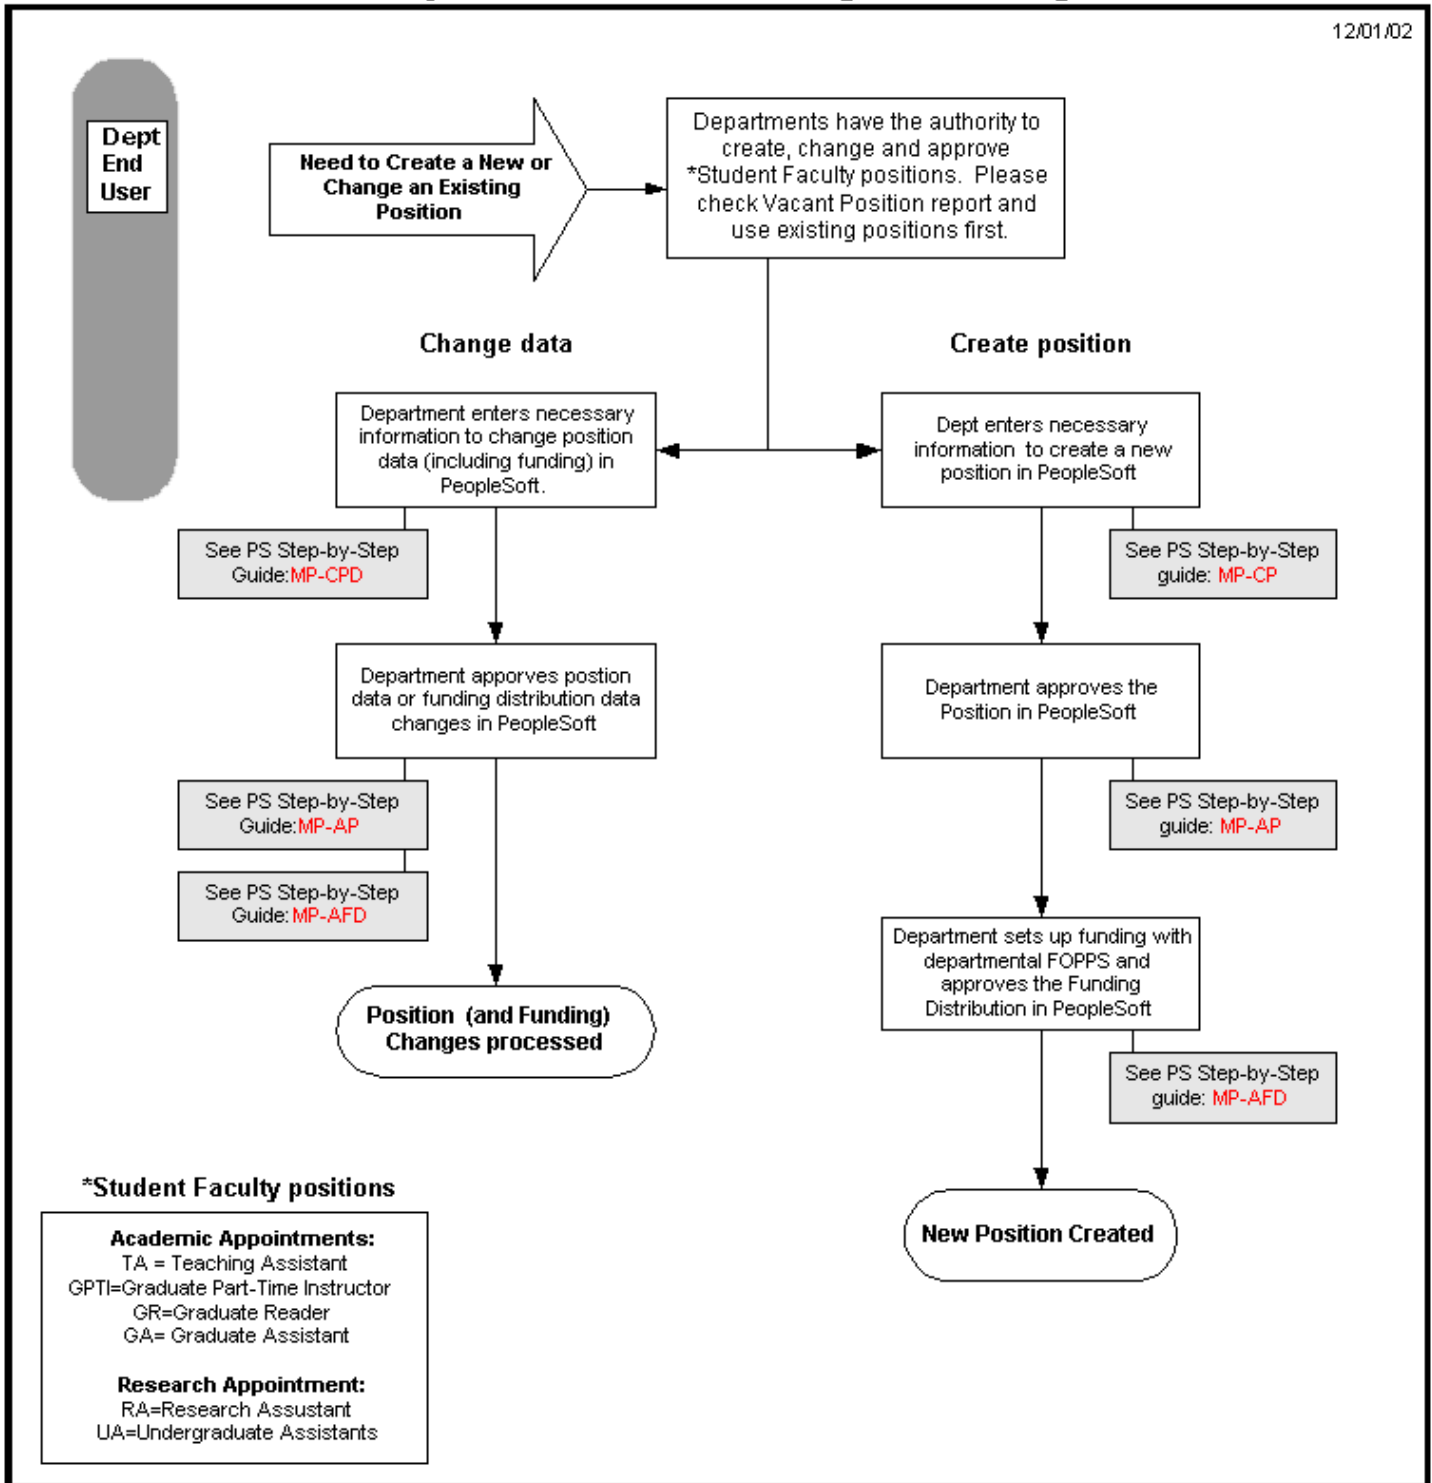 12/01/02
Dept
End
User
Need to Create a New or
Change an Existing
Position
Departments have the authority to
create, change and approve
*Student Faculty positions. Please
check Vacant Position report and
use existing positions first.
Change data
Create position
Department enters necessary
information to change position
data (including funding) in
PeopleSoft.
Dept enters necessary
information to create a new
position in PeopleSoft
See PS Step-by-Step
Guide:MP-CPD
See PS Step-by-Step
guide: MP-CP
Department apporves postion
data or funding distribution data
changes in PeopleSoft
Department approves the
Position in PeopleSoft
See PS Step-by-Step
Guide:MP-AP
See PS Step-by-Step
guide: MP-AP
See PS Step-by-Step
Guide:MP-AFD
Department sets up funding with
departmental FOPPS and
approves the Funding
Distribution in PeopleSoft
Position (and Funding)
Changes processed
See PS Step-by-Step
guide: MP-AFD
New Position Created
*Student Faculty positions
Academic Appointments:
TA = Teaching Assistant
GPTI=Graduate Part-Time Instructor
GR=Graduate Reader
GA= Graduate Assistant
Research Appointment:
RA=Research Assustant
UA=Undergraduate Assistants